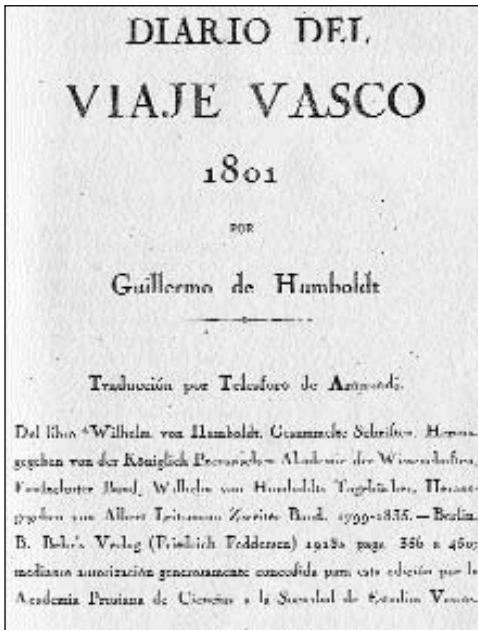 DIARIO DEL
VIAJE VASCO
1801
POR
Guillermo de Humboldt
Traducción por Telesforo de Aranzadi.
Del libro "Wilhelm von Humboldt. Gesammelte Schriften. Heraus-
gegeben von der Königlich Preussischen Akademie der Wissenschaften.
Band. Wilhelm von Humboldts Tagebücher. Heraus-
gegeben von Albert Leitzmann Zweiter Band. 1799-1835. — Berlin.
B. Behr's Verlag (Friedrich Feddersen) 1918. pags. 356 a 450;
mediante autorización generosamente concedida para esta edición por la
Academia Prusiana de Ciencias a la Sociedad de Estudios Vascos.